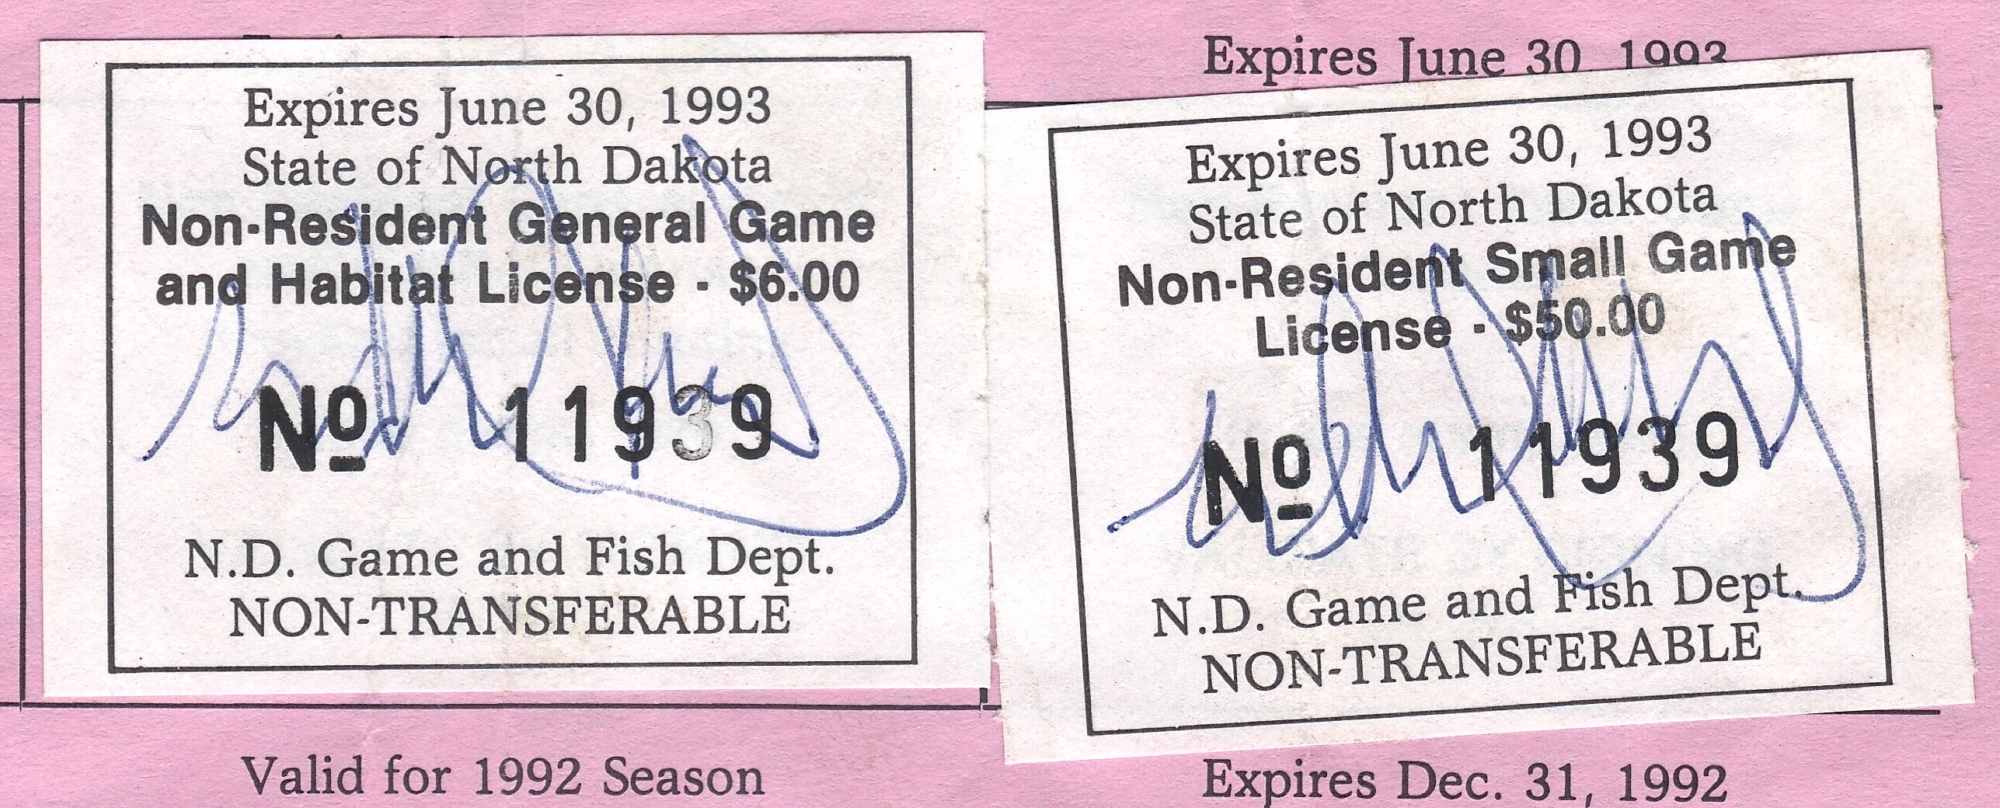 Expires June 30, 1993
State of North Dakota
Non-Resident General Game
and Habitat License - $6.00
No 11939
N.D. Game and Fish Dept.
NON-TRANSFERABLE
Valid for 1992 Season
Expires June 30, 1993
Expires June 30, 1993
State of North Dakota
Non-Resident Small Game
License - $50.00
No 11939
N.D. Game and Fish Dept.
NON-TRANSFERABLE
Expires Dec. 31, 1992